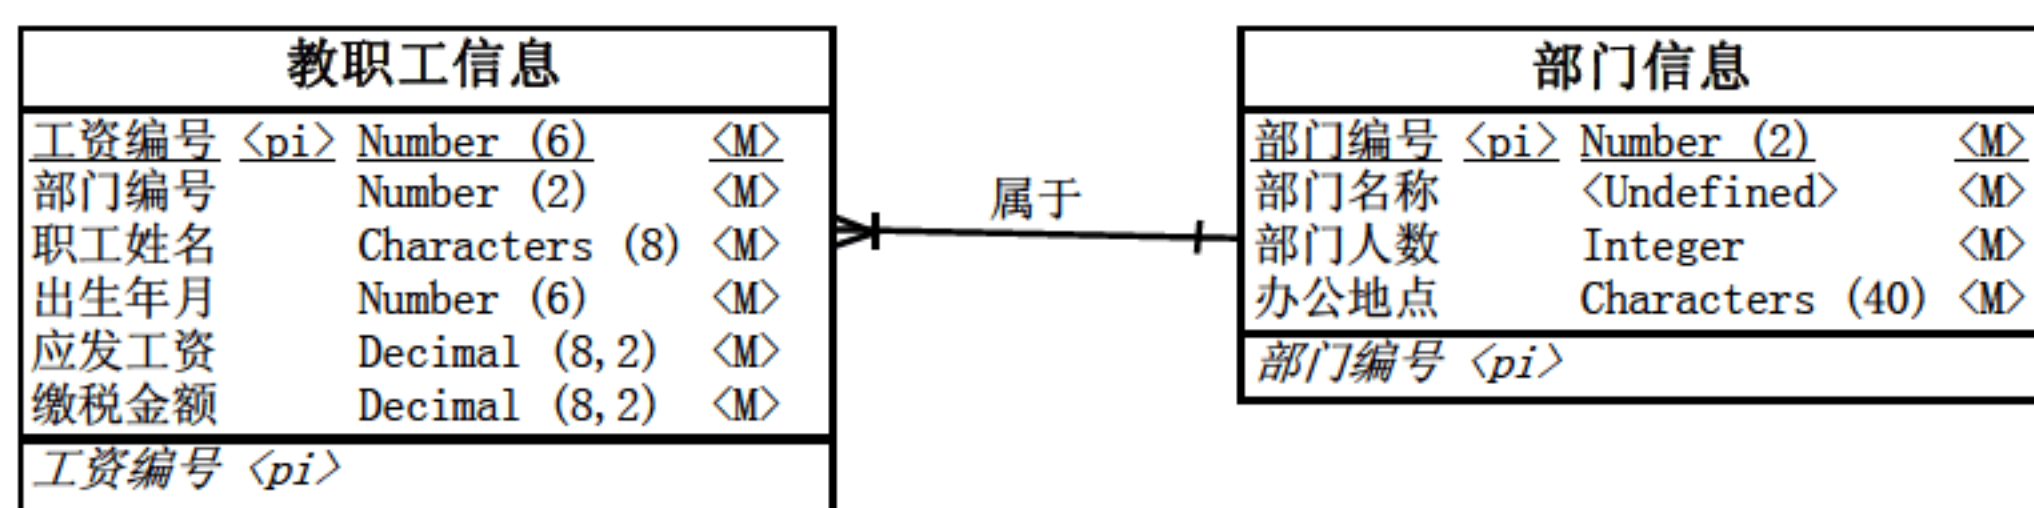 教职工信息
工资编号 <pi> Number (6) <M>
部门编号 Number (2) <M>
职工姓名 Characters (8) <M>
出生年月 Number (6) <M>
应发工资 Decimal (8,2) <M>
缴税金额 Decimal (8,2) <M>
工资编号 <pi>
属于
部门信息
部门编号 <pi> Number (2) <M>
部门名称 <Undefined> <M>
部门人数 Integer <M>
办公地点 Characters (40) <M>
部门编号 <pi>